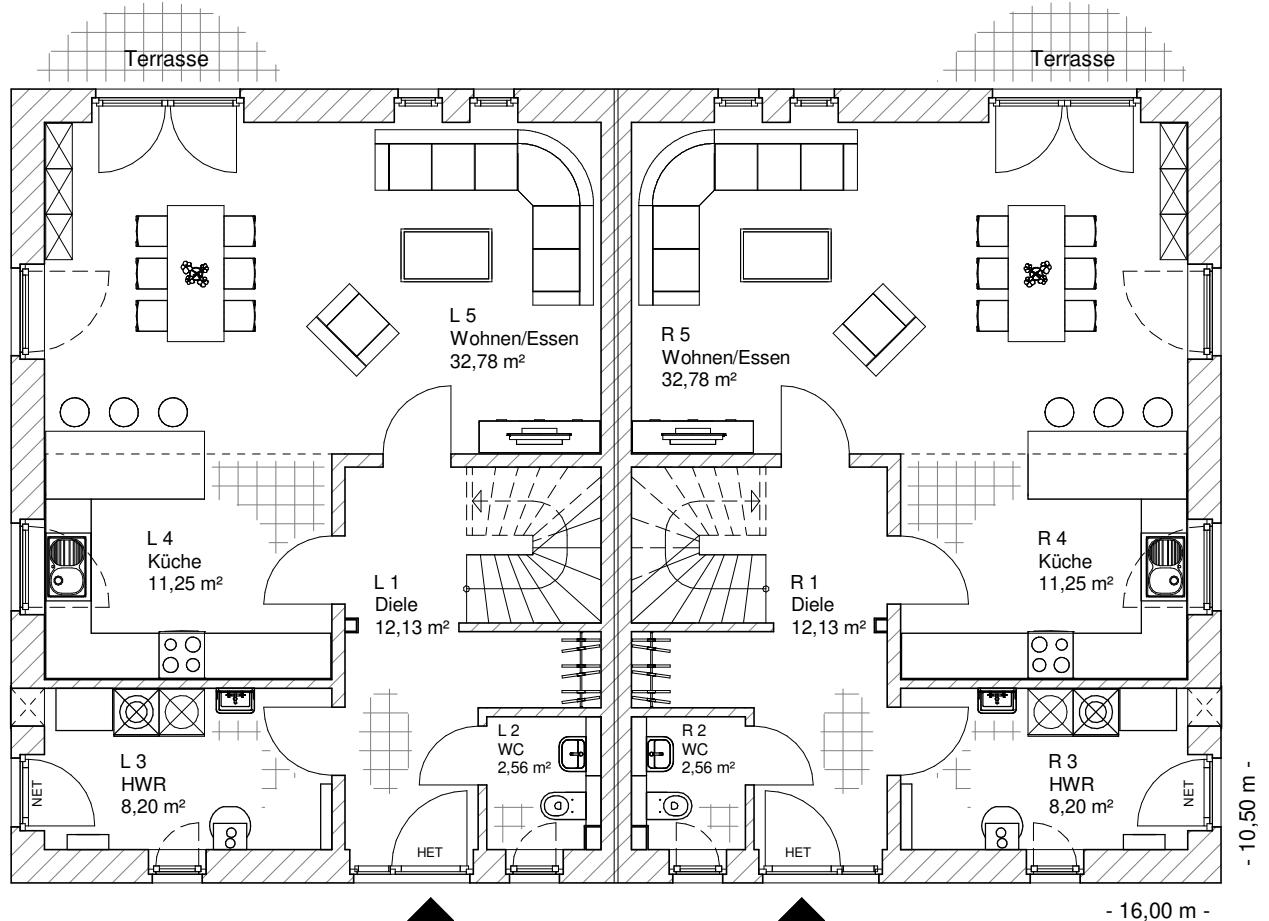 Terrasse
Terrasse
L 5
Wohnen/Essen
32,78 m²
R 5
Wohnen/Essen
32,78 m²
L 4
Küche
11,25 m²
R 4
Küche
11,25 m²
L 1
Diele
12,13 m²
R 1
Diele
12,13 m²
L 2
WC
2,56 m²
R 2
WC
2,56 m²
L 3
HWR
8,20 m²
R 3
HWR
8,20 m²
NET
NET
HET
HET
- 10,50 m -
- 16,00 m -